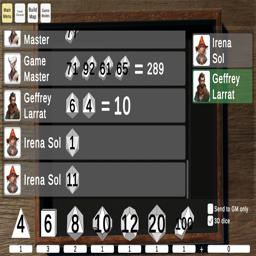 Main Menu
Build Map
Game Modes
Master
Game Master
71 92 61 65 = 289
Geffrey Larrat
6 4 = 10
Irena Sol
1
Irena Sol
11
Irena Sol
Geffrey Larrat
Send to GM only
3D dice
4 6 8 10 12 20 100
1 3 2 1 1 1 1 + 0